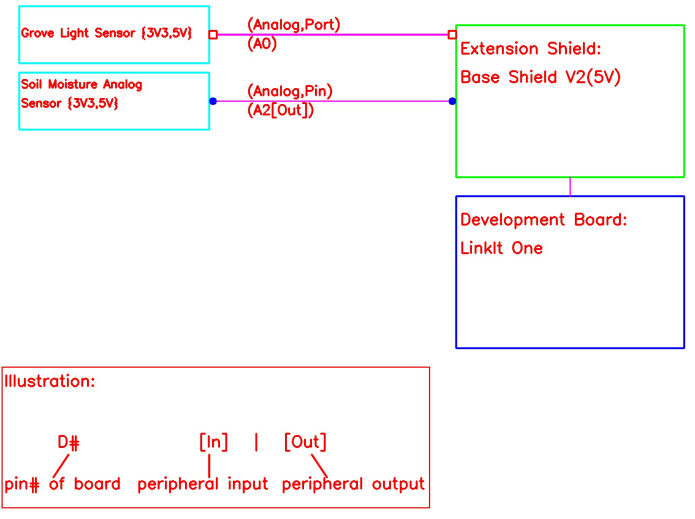 Grove Light Sensor {3V3,5V}
(Analog,Port)
(A0)
Soil Moisture Analog
Sensor {3V3,5V}
(Analog,Pin)
(A2[Out])
Extension Shield:
Base Shield V2(5V)
Development Board:
LinkIt One
Illustration:
D# [In] | [Out]
pin# of board peripheral input peripheral output